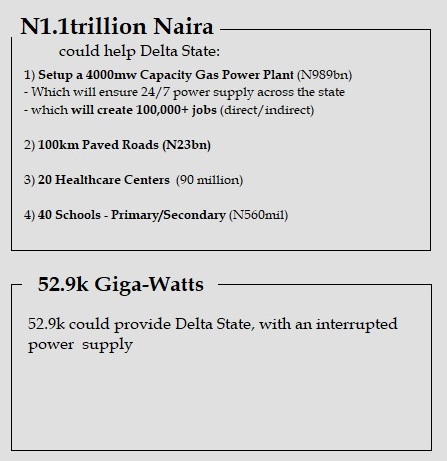 N1.1trillion Naira
could help Delta State:
1) Setup a 4000mw Capacity Gas Power Plant (N989bn)
- Which will ensure 24/7 power supply across the state
- which will create 100,000+ jobs (direct/indirect)
2) 100km Paved Roads (N23bn)
3) 20 Healthcare Centers (90 million)
4) 40 Schools - Primary/Secondary (N560mil)
52.9k Giga-Watts
52.9k could provide Delta State, with an interrupted
power supply